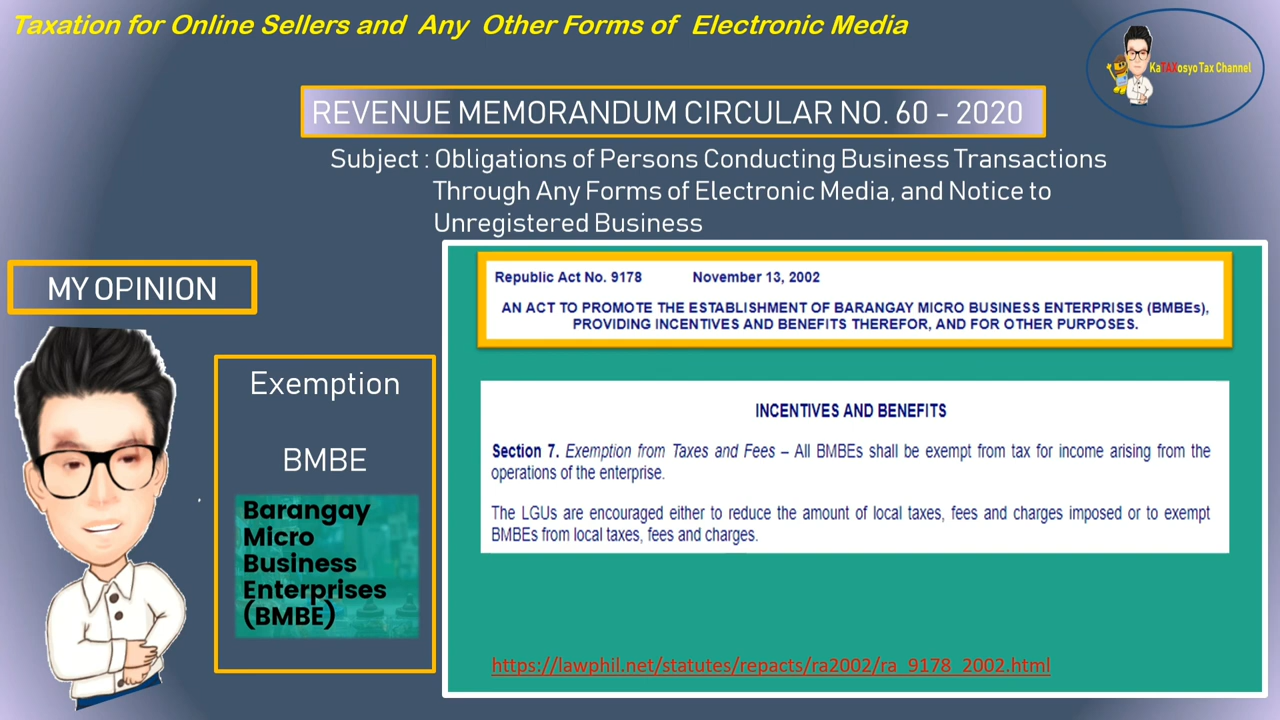 Taxation for Online Sellers and Any Other Forms of Electronic Media
KaTAXosyo Tax Channel
REVENUE MEMORANDUM CIRCULAR NO. 60 - 2020
Subject : Obligations of Persons Conducting Business Transactions
Through Any Forms of Electronic Media, and Notice to
Unregistered Business
MY OPINION
Republic Act No. 9178 November 13, 2002
AN ACT TO PROMOTE THE ESTABLISHMENT OF BARANGAY MICRO BUSINESS ENTERPRISES (BMBEs),
PROVIDING INCENTIVES AND BENEFITS THEREFOR, AND FOR OTHER PURPOSES.
Exemption
BMBE
Barangay
Micro
Business
Enterprises
(BMBE)
INCENTIVES AND BENEFITS
Section 7. Exemption from Taxes and Fees – All BMBEs shall be exempt from tax for income arising from the
operations of the enterprise.
The LGUs are encouraged either to reduce the amount of local taxes, fees and charges imposed or to exempt
BMBEs from local taxes, fees and charges.
https://lawphil.net/statutes/repacts/ra2002/ra_9178_2002.html